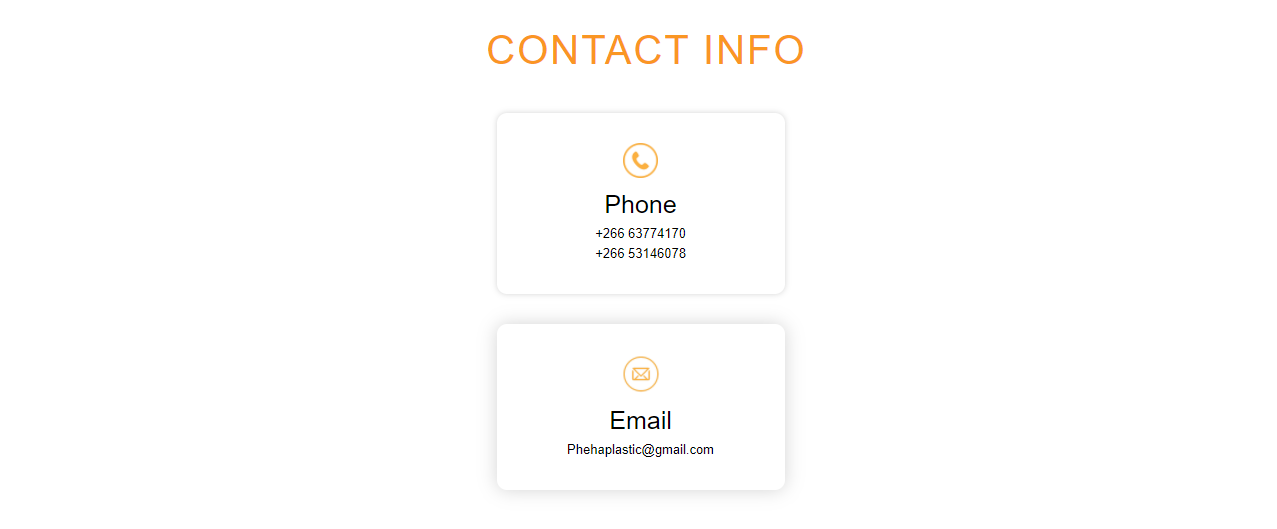 CONTACT INFO
Phone
+266 63774170
+266 53146078
Email
Phehaplastic@gmail.com